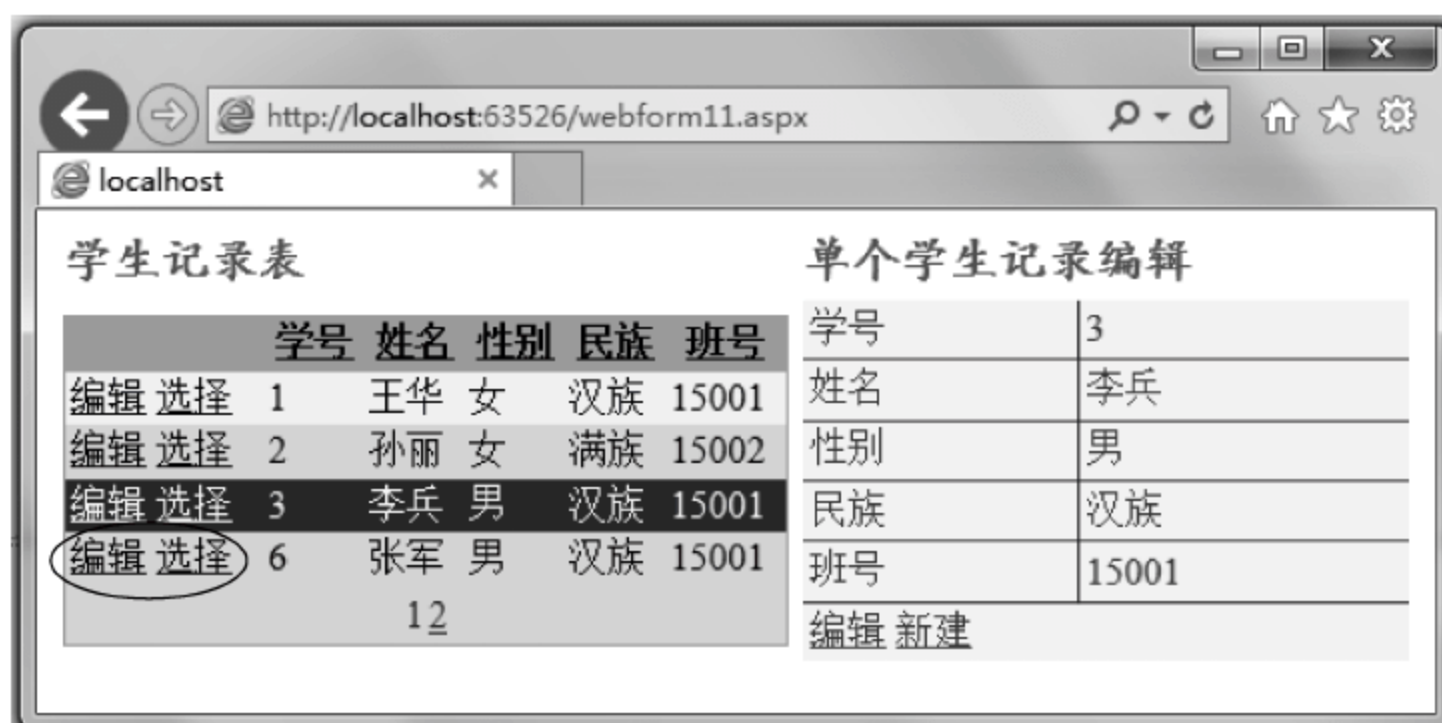 http://localhost:63526/webform11.aspx
localhost
学生记录表
学号 姓名 性别 民族 班号
编辑 选择 1 王华 女 汉族 15001
编辑 选择 2 孙丽 女 满族 15002
编辑 选择 3 李兵 男 汉族 15001
编辑 选择 6 张军 男 汉族 15001
1 2
单个学生记录编辑
学号 3
姓名 李兵
性别 男
民族 汉族
班号 15001
编辑 新建